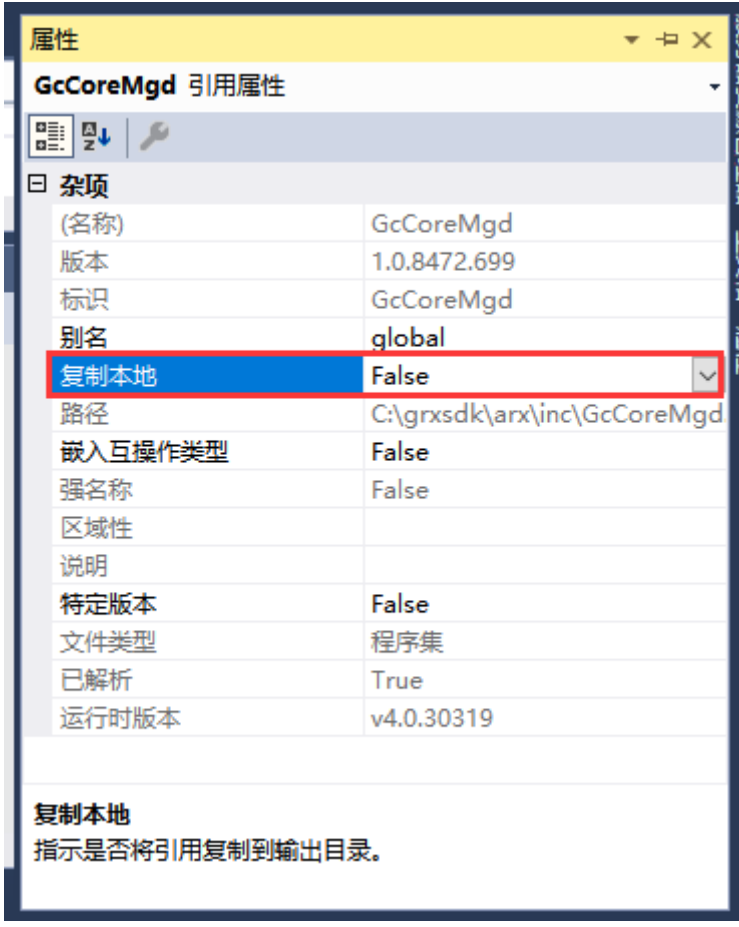 属性
GcCoreMgd 引用属性
杂项
(名称) GcCoreMgd
版本 1.0.8472.699
标识 GcCoreMgd
别名 global
复制本地 False
路径 C:\grxsdk\arx\inc\GcCoreMgd
嵌入互操作类型 False
强名称 False
区域性
说明
特定版本 False
文件类型 程序集
已解析 True
运行时版本 v4.0.30319
复制本地
指示是否将引用复制到输出目录。